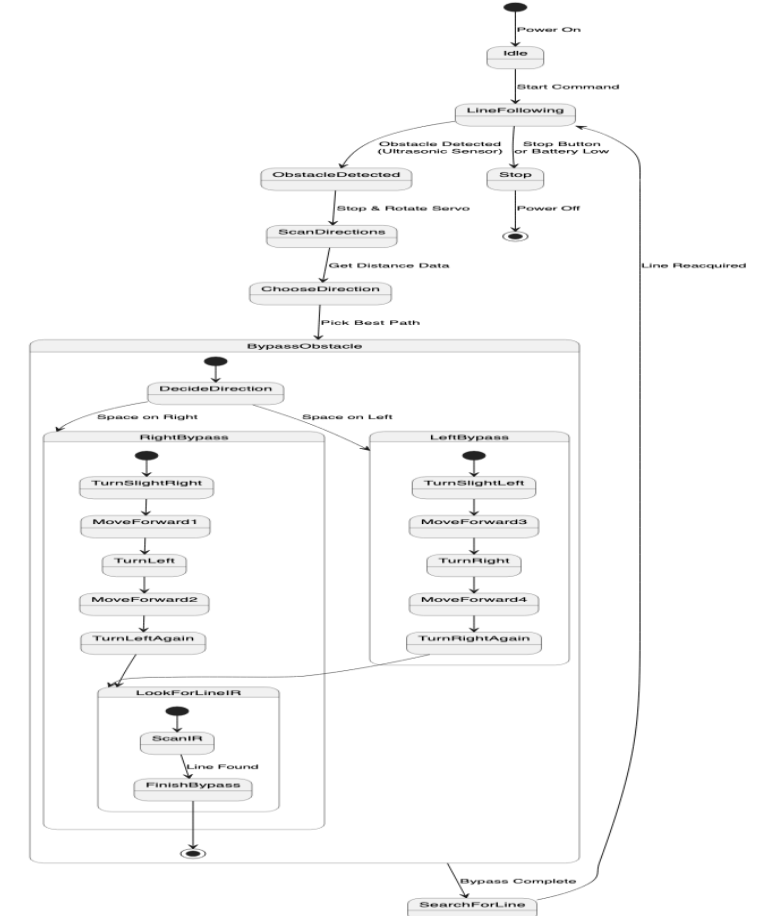 Power On
Idle
Start Command
LineFollowing
Obstacle Detected
(Ultrasonic Sensor)
Stop Button
or Battery Low
ObstacleDetected
Stop
Stop & Rotate Servo
Power Off
ScanDirections
Get Distance Data
Line Reacquired
ChooseDirection
Pick Best Path
BypassObstacle
DecideDirection
Space on Right
Space on Left
RightBypass
LeftBypass
TurnSlightRight
TurnSlightLeft
MoveForward1
MoveForward3
TurnLeft
TurnRight
MoveForward2
MoveForward4
TurnLeftAgain
TurnRightAgain
LookForLineIR
ScanIR
Line Found
FinishBypass
Bypass Complete
SearchForLine